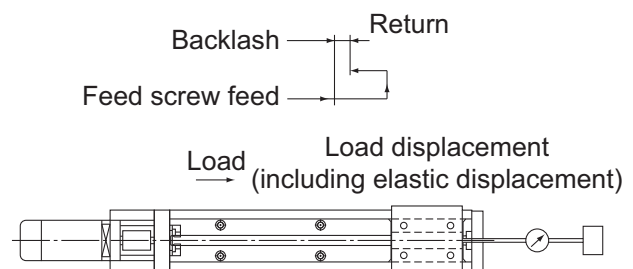 Backlash
Return
Feed screw feed
Load
Load displacement
(including elastic displacement)